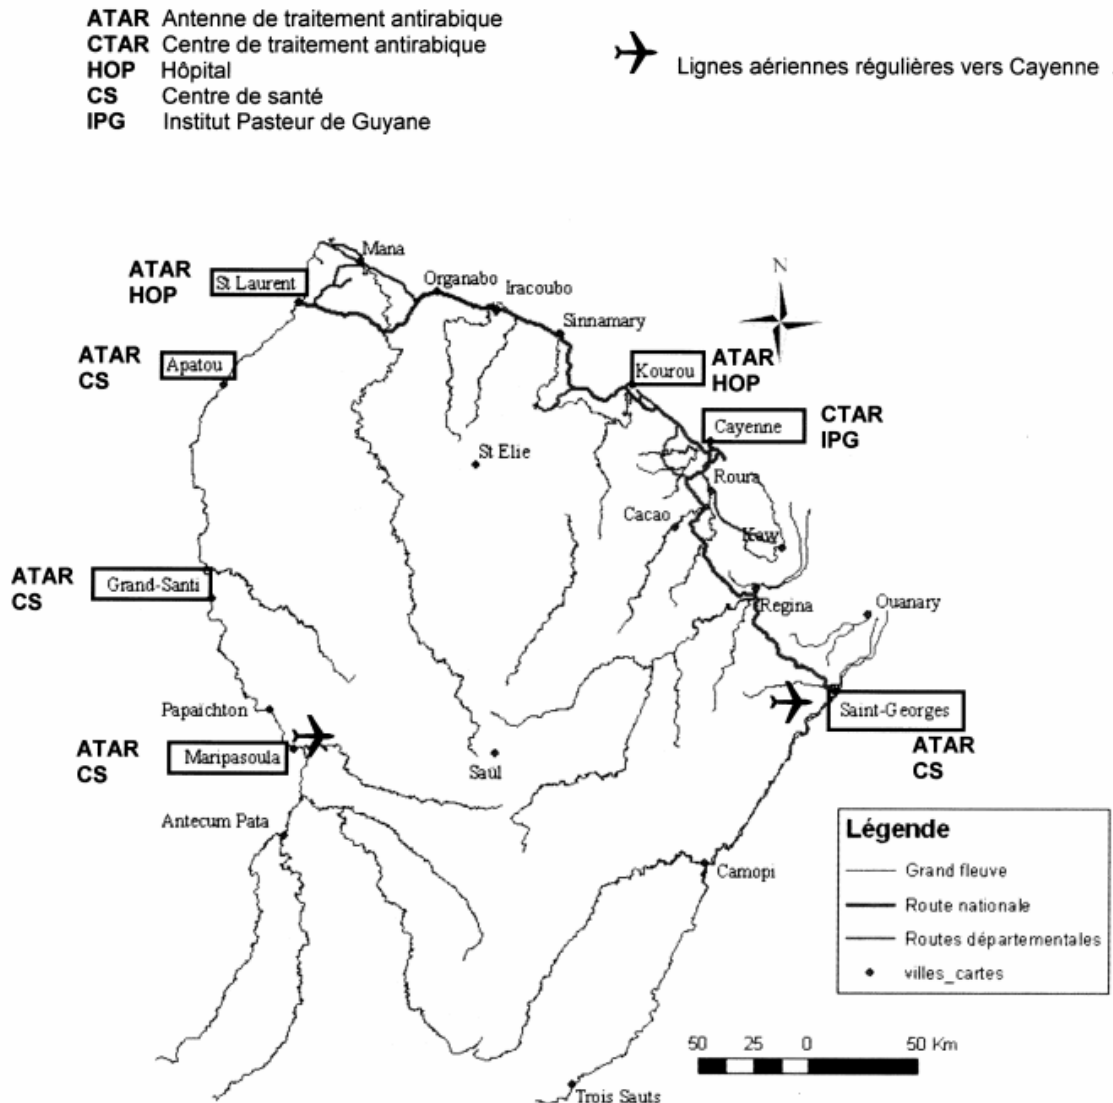 ATAR Antenne de traitement antirabique
CTAR Centre de traitement antirabique
HOP Hôpital
CS Centre de santé
IPG Institut Pasteur de Guyane
Lignes aériennes régulières vers Cayenne
N
Mana
ATAR
HOP
St Laurent
Organabo
Iracoubo
Sinnamary
ATAR
CS
Apatou
Kourou
ATAR
HOP
Cayenne
CTAR
IPG
St Elie
Roura
Cacao
Kaw
ATAR
CS
Grand-Santi
Regina
Ouanary
Papaichton
Saint-Georges
ATAR
CS
ATAR
CS
Maripasoula
Saül
Antecum Pata
Camopi
Trois Sauts
Légende
Grand fleuve
Route nationale
Routes départementales
villes_cartes
50 25 0 50 Km